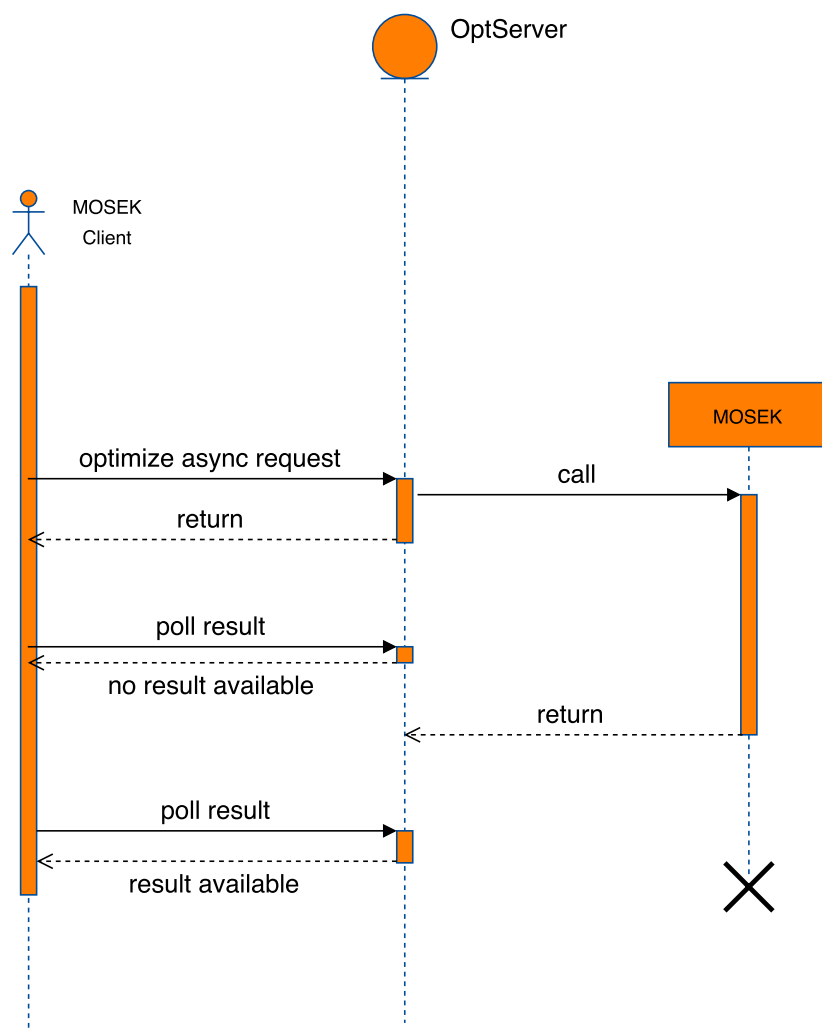 OptServer
MOSEK
Client
MOSEK
optimize async request
call
return
poll result
no result available
return
poll result
result available